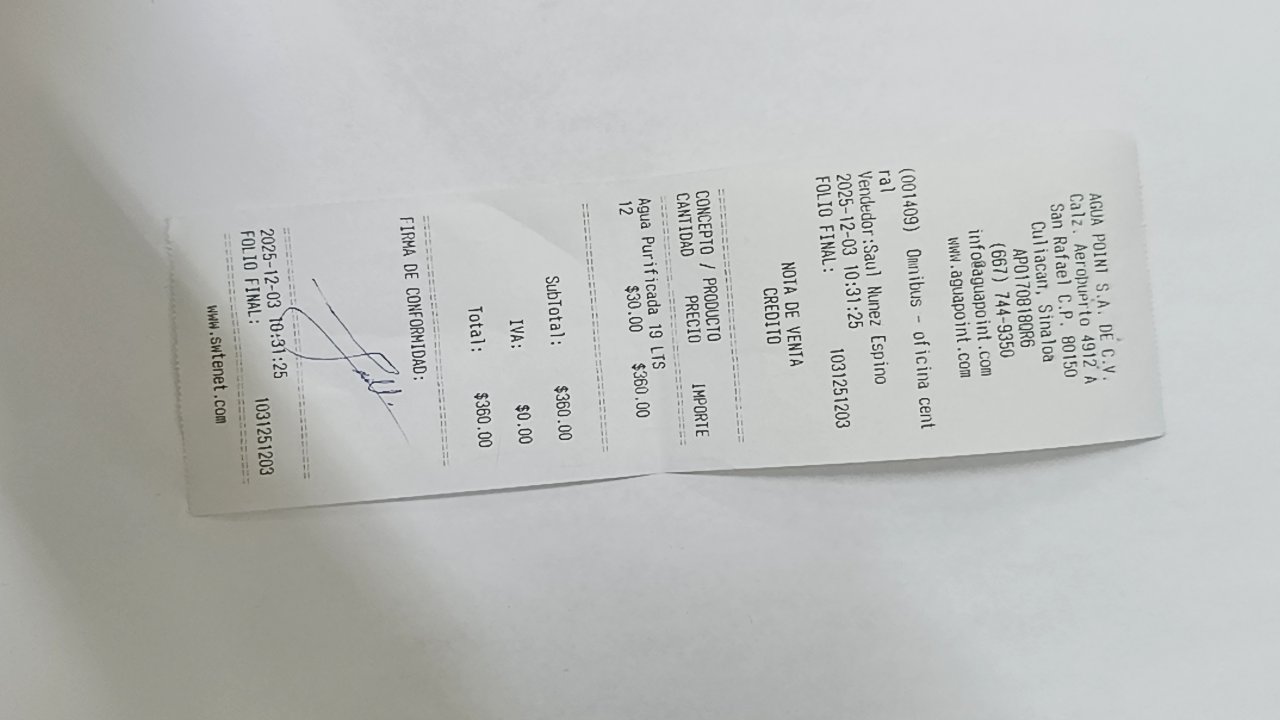 AGUA POINT S.A. DE C.V.
Calz. Aeropuerto 4912 A
San Rafael C.P. 80150
Culiacan, Sinaloa
APO170818UB6
(667) 744-9350
info@aguapoint.com
www.aguapoint.com
(001409) Omnibus - oficina cent
ral
Vendedor:Saul Nunez Espino
2025-12-03 10:31:25
FOLIO FINAL: 1031251203
NOTA DE VENTA
CREDITO
CONCEPTO / PRODUCTO
CANTIDAD PRECIO IMPORTE
Agua Purificada 19 LTS
12 $30.00 $360.00
SubTotal: $360.00
IVA: $0.00
Total: $360.00
FIRMA DE CONFORMIDAD:
2025-12-03 10:31:25
FOLIO FINAL: 1031251203
www.swtenet.com